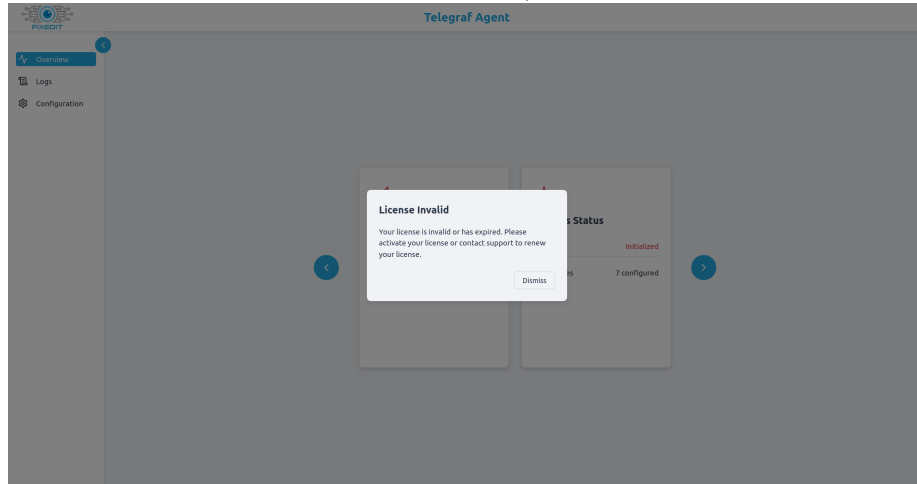 FIXEDIT
Telegraf Agent
Overview
Logs
Configuration
License Invalid
Your license is invalid or has expired. Please
activate your license or contact support to renew
your license.
Dismiss
s Status
Initialized
es
7 configured